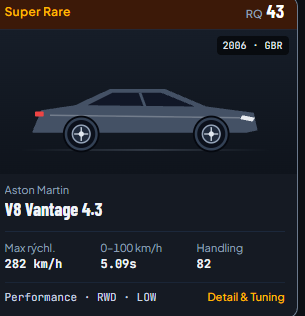 Super Rare RQ 43
2006 · GBR
Aston Martin
V8 Vantage 4.3
Max rýchl. 0–100 km/h Handling
282 km/h 5.09s 82
Performance · RWD · LOW Detail & Tuning